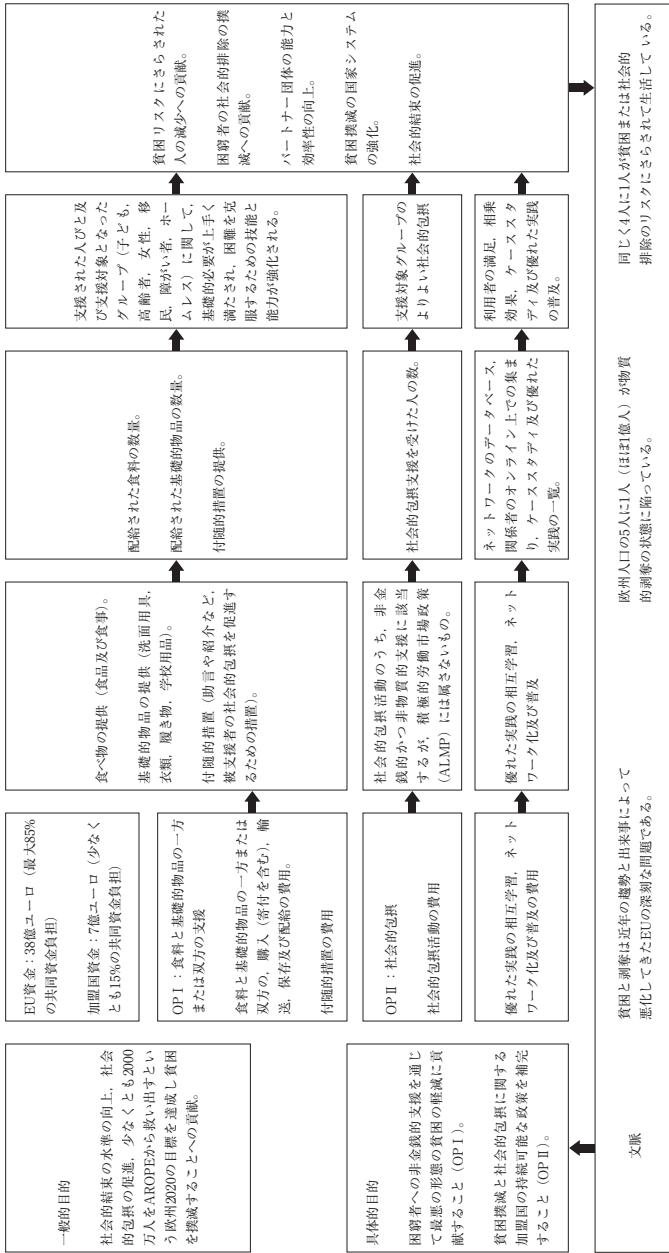 一般的目的
社会的結束の水準の向上，社会
的包摂の促進，少なくとも2000
万人をAROPEから救い出すとい
う欧州2020の目標を達成し貧困
を撲滅することへの貢献。
具体的目的
困窮者への非金銭的支援を通じ
て最悪の形態の貧困の軽減に貢
献すること（OPⅠ）。
貧困撲滅と社会的包摂に関する
加盟国の持続可能な政策を補完
すること（OPⅡ）。
EU資金：38億ユーロ（最大85%
の共同資金負担）
加盟国資金：7億ユーロ（少なく
とも15%の共同資金負担）
OPⅠ：食料と基礎的物品の一方
または双方の支援
食料と基礎的物品の一方または
双方の，購入（寄付を含む），輸
送，保存及び配給の費用。
付随的措置の費用
OPⅡ：社会的包摂
社会的包摂活動の費用
優れた実践の相互学習，ネット
ワーク化及び普及の費用
食べ物の提供（食品及び食事）。
基礎的物品の提供（洗面用具，
衣類，履き物，学校用品）。
付随的措置（助言や紹介など，
被支援者の社会的包摂を促進す
るための措置）。
社会的包摂活動のうち，非金
銭的かつ非物質的支援に該当
するが，積極的労働市場政策
（ALMP）には属さないもの。
優れた実践の相互学習，ネット
ワーク化及び普及
配給された食料の数量。
配給された基礎的物品の数量。
付随的措置の提供。
社会的包摂支援を受けた人の数。
ネットワークのデータベース，
関係者のオンライン上での集ま
り，ケーススタディ及び優れた
実践の一覧。
支援された人びと及
び支援対象となった
グループ（子ども，
高齢者，女性，移
民，障がい者，ホー
ムレス）に関して，
基礎的必要が上手く
満たされ，困難を克
服するための技能と
能力が強化される。
支援対象グループの
よりよい社会的包摂
利用者の満足，相乗
効果，ケーススタ
ディ及び優れた実践
の普及。
貧困リスクにさらされた
人の減少への貢献。
困窮者の社会的排除の撲
滅への貢献。
パートナー団体の能力と
効率性の向上。
貧困撲滅の国家システム
の強化。
社会的結束の促進。
文脈
貧困と剥奪は近年の趨勢と出来事によって
悪化してきたEUの深刻な問題である。
欧州人口の5人に1人（ほぼ1億人）が物質
的剥奪の状態に陥っている。
同じく4人に1人が貧困または社会的
排除のリスクにさらされて生活している。